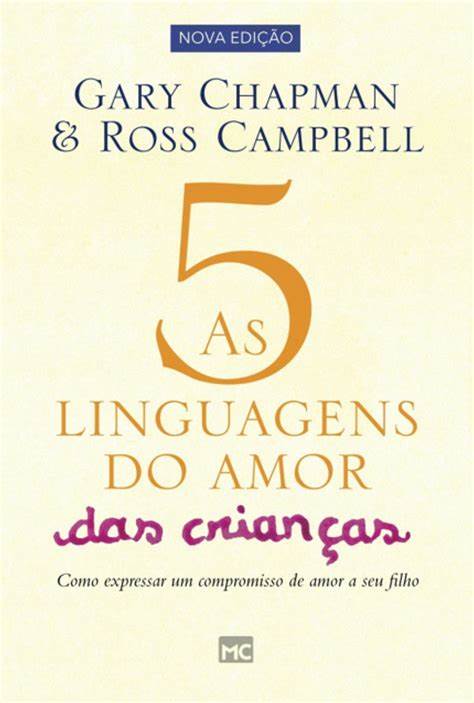 NOVA EDIÇÃO
GARY CHAPMAN
& ROSS CAMPBELL
AS 5
LINGUAGENS
DO AMOR
das crianças
Como expressar um compromisso de amor a seu filho
MC